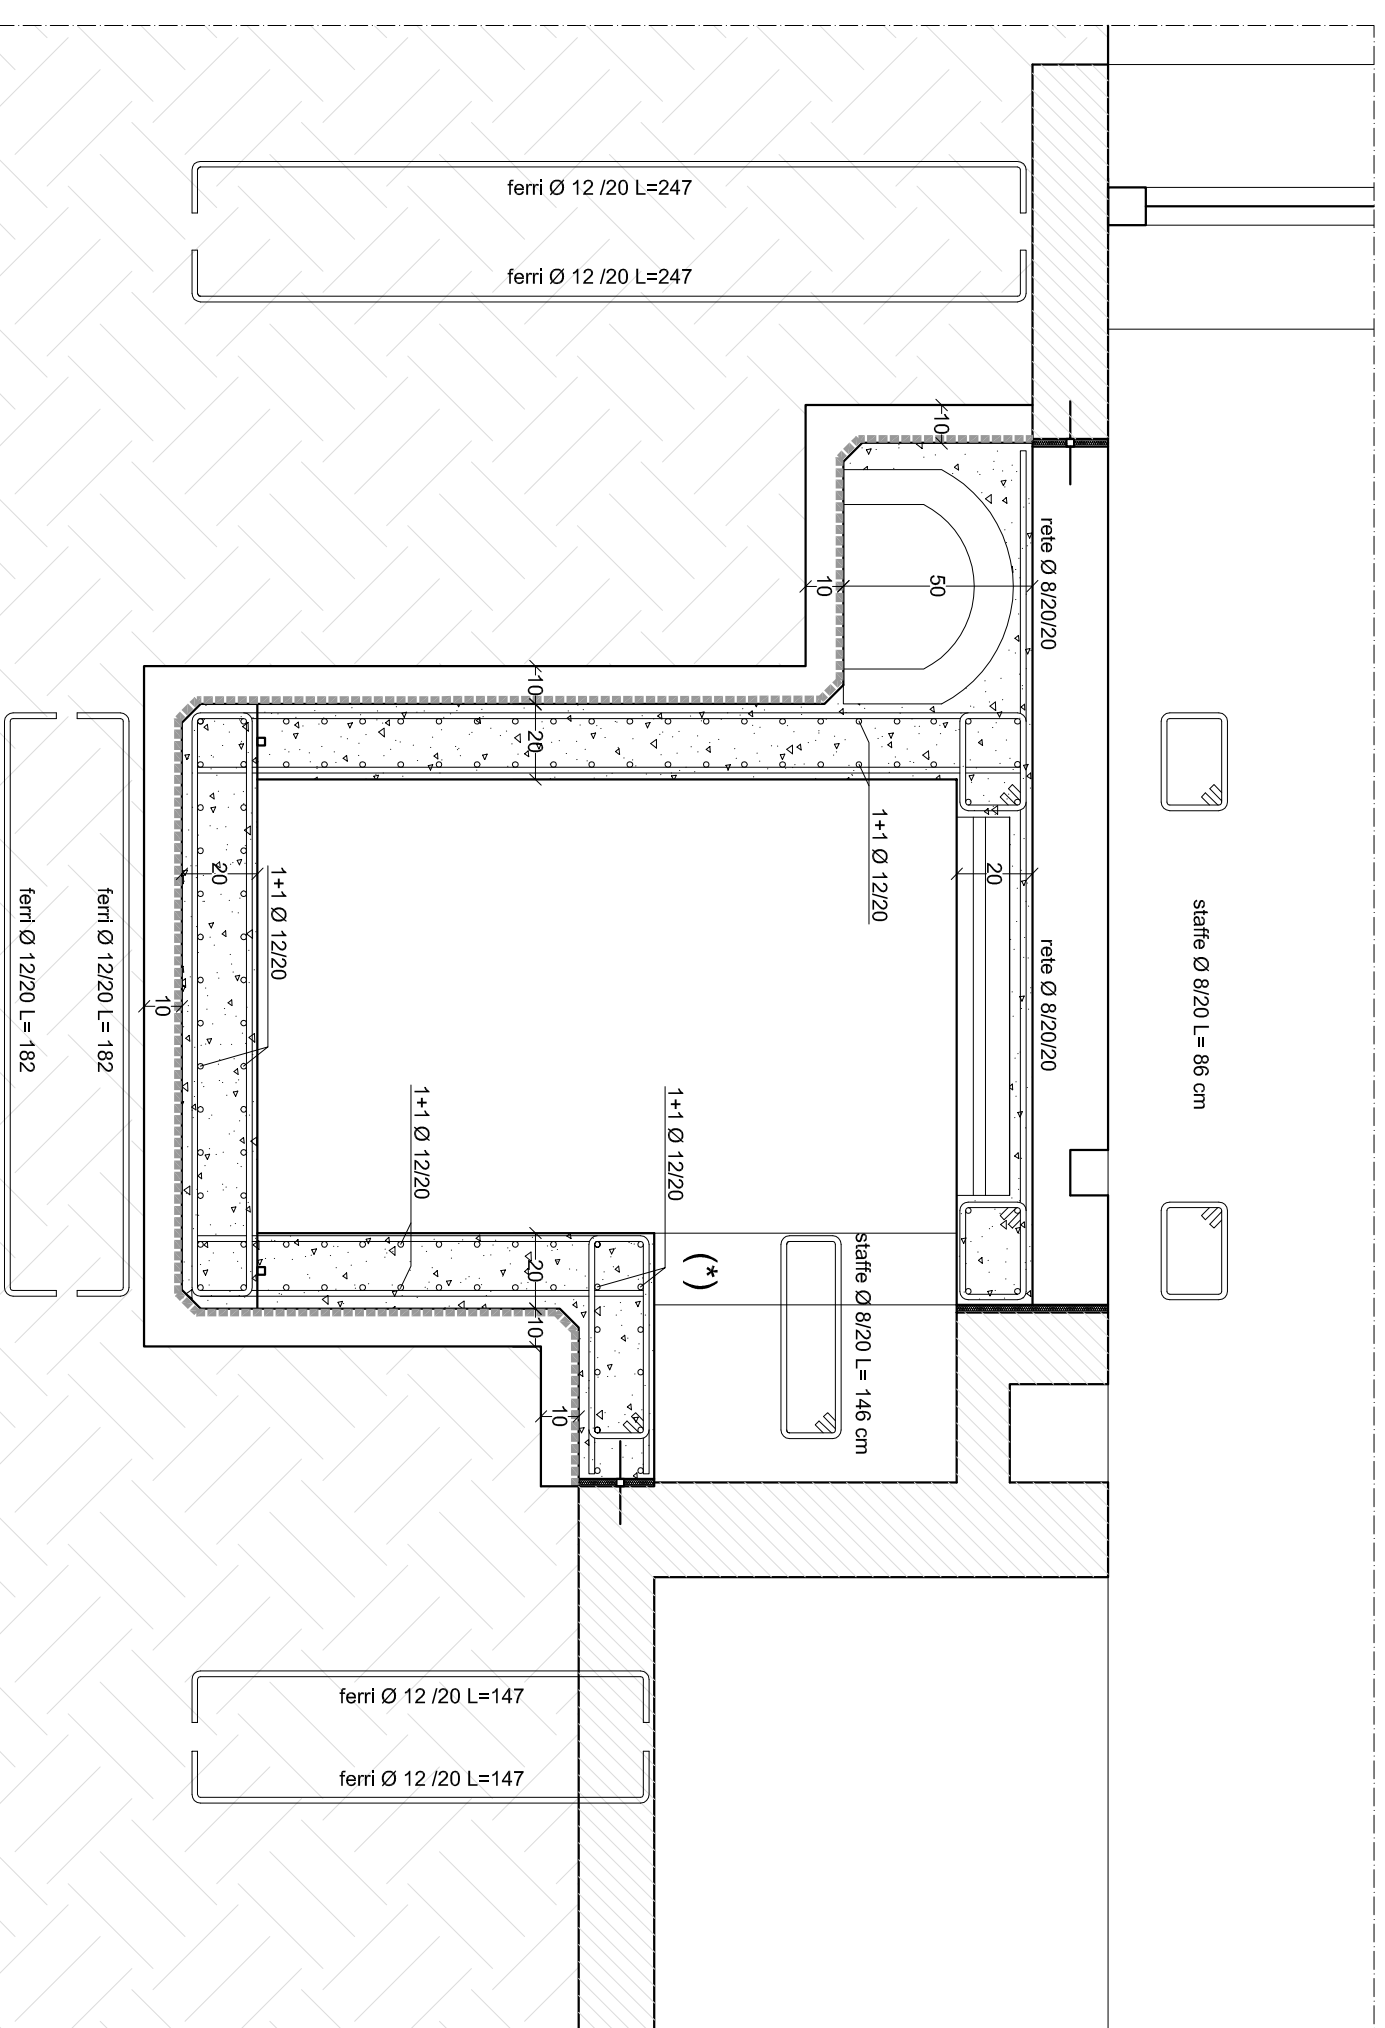 staffe Ø 8/20 L= 86 cm
rete Ø 8/20/20
rete Ø 8/20/20
10
50
10
20
1+1 Ø 12/20
staffe Ø 8/20 L= 146 cm
(*)
1+1 Ø 12/20
10
20
20
10
10
1+1 Ø 12/20
1+1 Ø 12/20
20
10
ferri Ø 12/20 L= 182
ferri Ø 12/20 L= 182
ferri Ø 12 /20 L=247
ferri Ø 12 /20 L=247
ferri Ø 12 /20 L=147
ferri Ø 12 /20 L=147